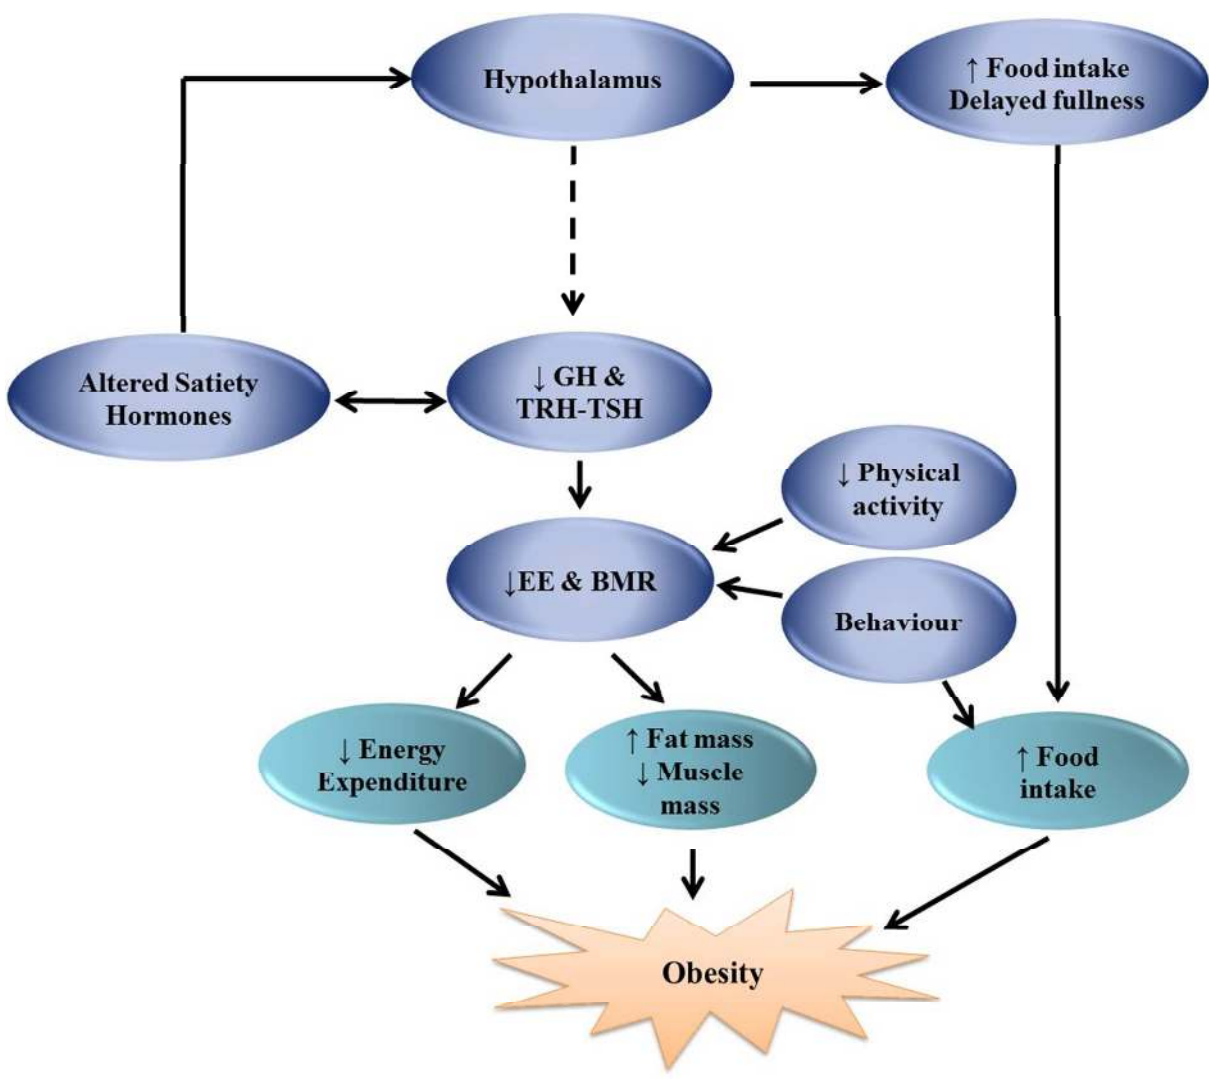 Hypothalamus
↑ Food intake
Delayed fullness
Altered Satiety
Hormones
↓ GH &
TRH-TSH
↓ Physical
activity
↓EE & BMR
Behaviour
↓ Energy
Expenditure
↑ Fat mass
↓ Muscle
mass
↑ Food
intake
Obesity